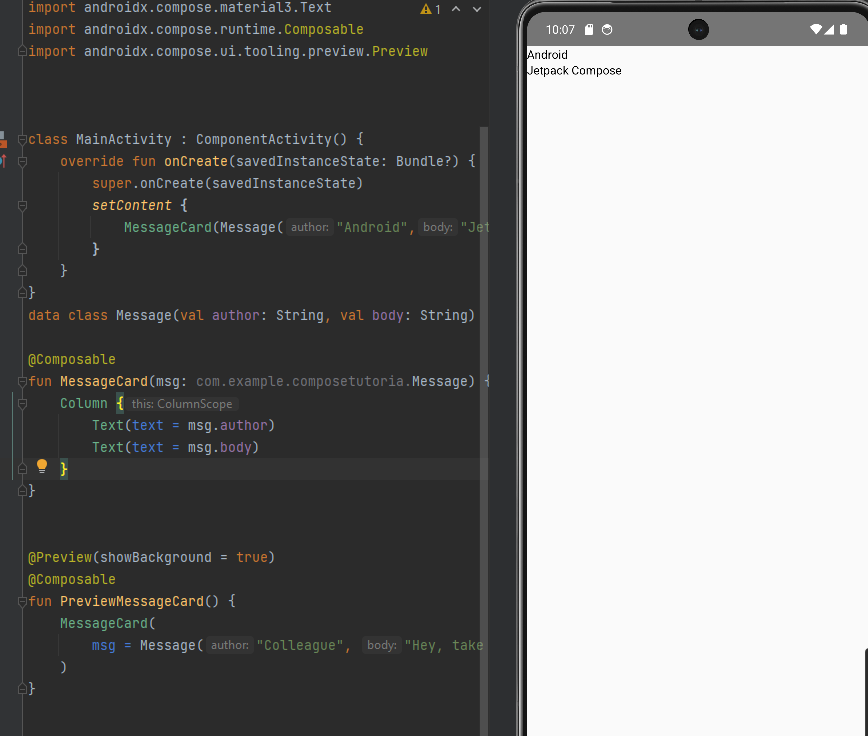 import androidx.compose.material3.Text
1
import androidx.compose.runtime.Composable
import androidx.compose.ui.tooling.preview.Preview
class MainActivity : ComponentActivity() {
override fun onCreate(savedInstanceState: Bundle?) {
super.onCreate(savedInstanceState)
setContent {
MessageCard(Message( author: "Android", body: "Jet
}
}
}
data class Message(val author: String, val body: String)
@Composable
fun MessageCard(msg: com.example.composetutoria.Message) {
Column { this: ColumnScope
Text(text = msg.author)
Text(text = msg.body)
}
}
@Preview(showBackground = true)
@Composable
fun PreviewMessageCard() {
MessageCard(
msg = Message( author: "Colleague", body: "Hey, take
)
}
10:07
Android
Jetpack Compose